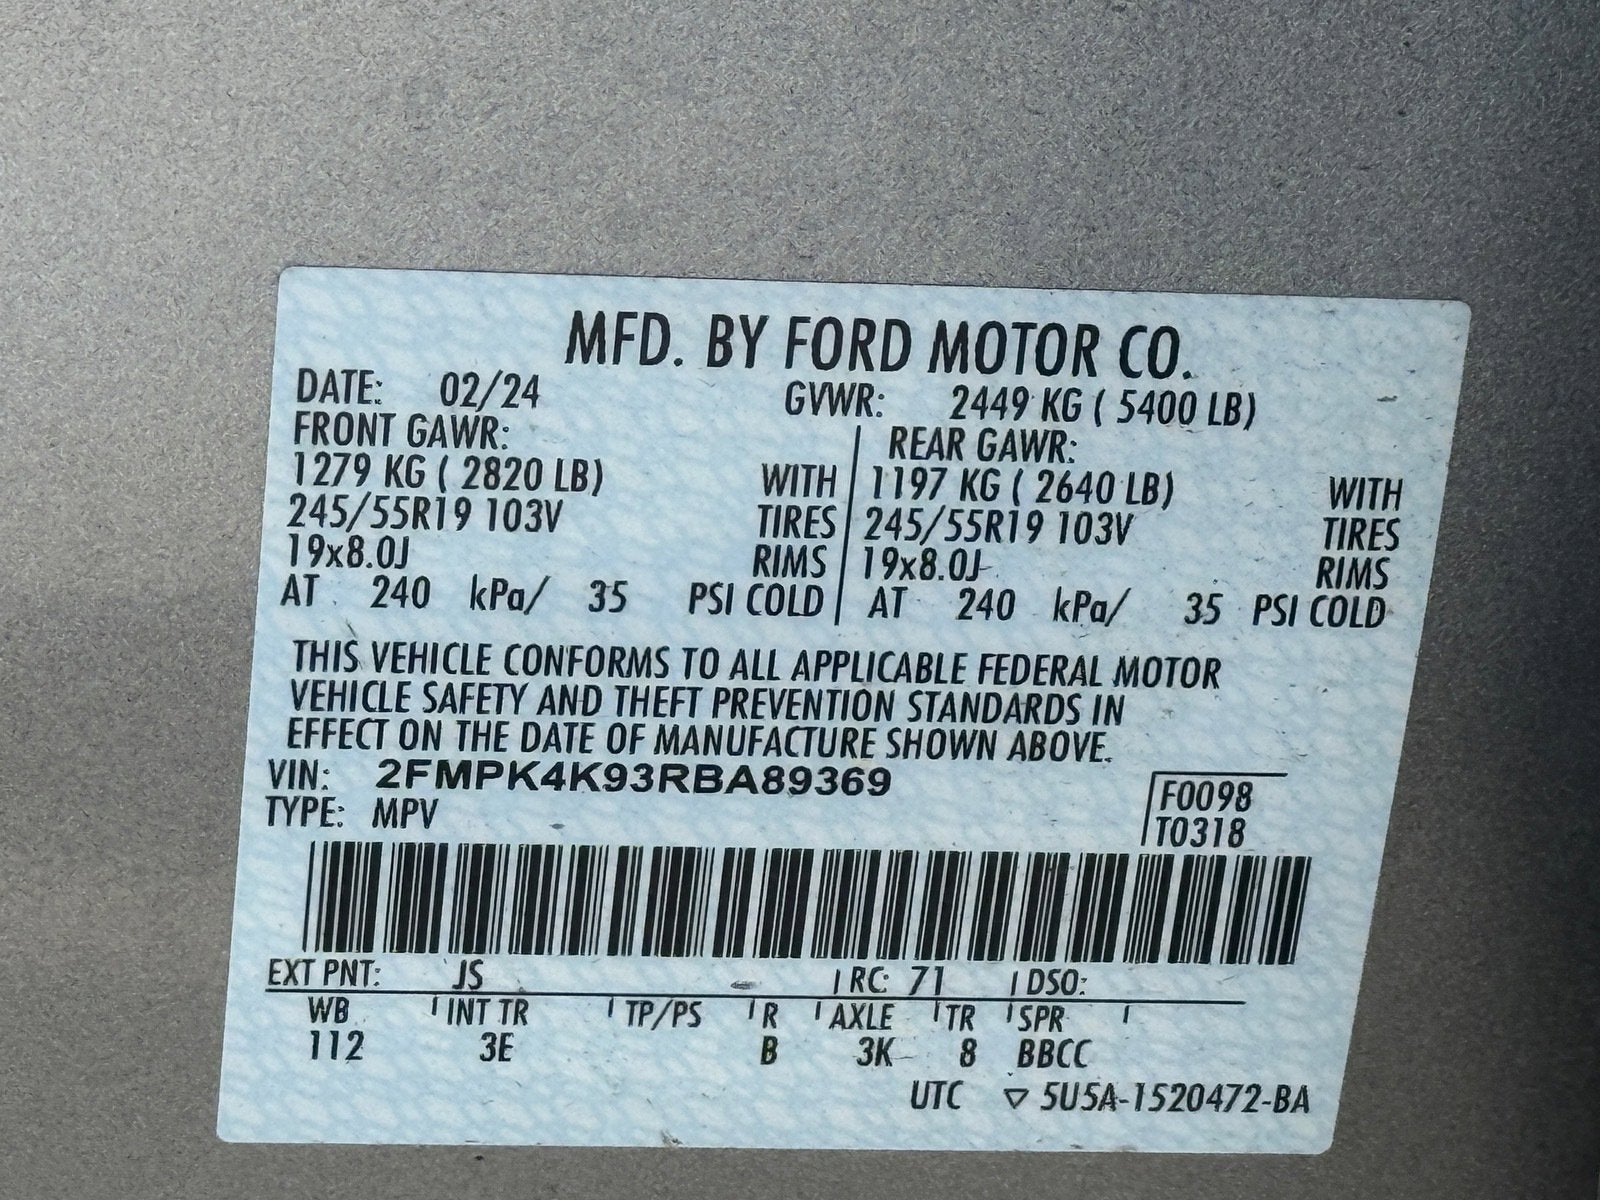 MFD. BY FORD MOTOR CO.
DATE: 02/24 GVWR: 2449 KG ( 5400 LB)
FRONT GAWR: REAR GAWR:
1279 KG ( 2820 LB) WITH 1197 KG ( 2640 LB) WITH
245/55R19 103V TIRES 245/55R19 103V TIRES
19x8.0J RIMS 19x8.0J RIMS
AT 240 kPa/ 35 PSI COLD AT 240 kPa/ 35 PSI COLD
THIS VEHICLE CONFORMS TO ALL APPLICABLE FEDERAL MOTOR
VEHICLE SAFETY AND THEFT PREVENTION STANDARDS IN
EFFECT ON THE DATE OF MANUFACTURE SHOWN ABOVE.
VIN: 2FMPK4K93RBA89369
TYPE: MPV
F0098
T0318
EXT PNT: JS RC: 71 DSO:
WB INT TR TP/PS R AXLE TR SPR
112 3E B 3K 8 BBCC
UTC ▽ 5U5A-1520472-BA